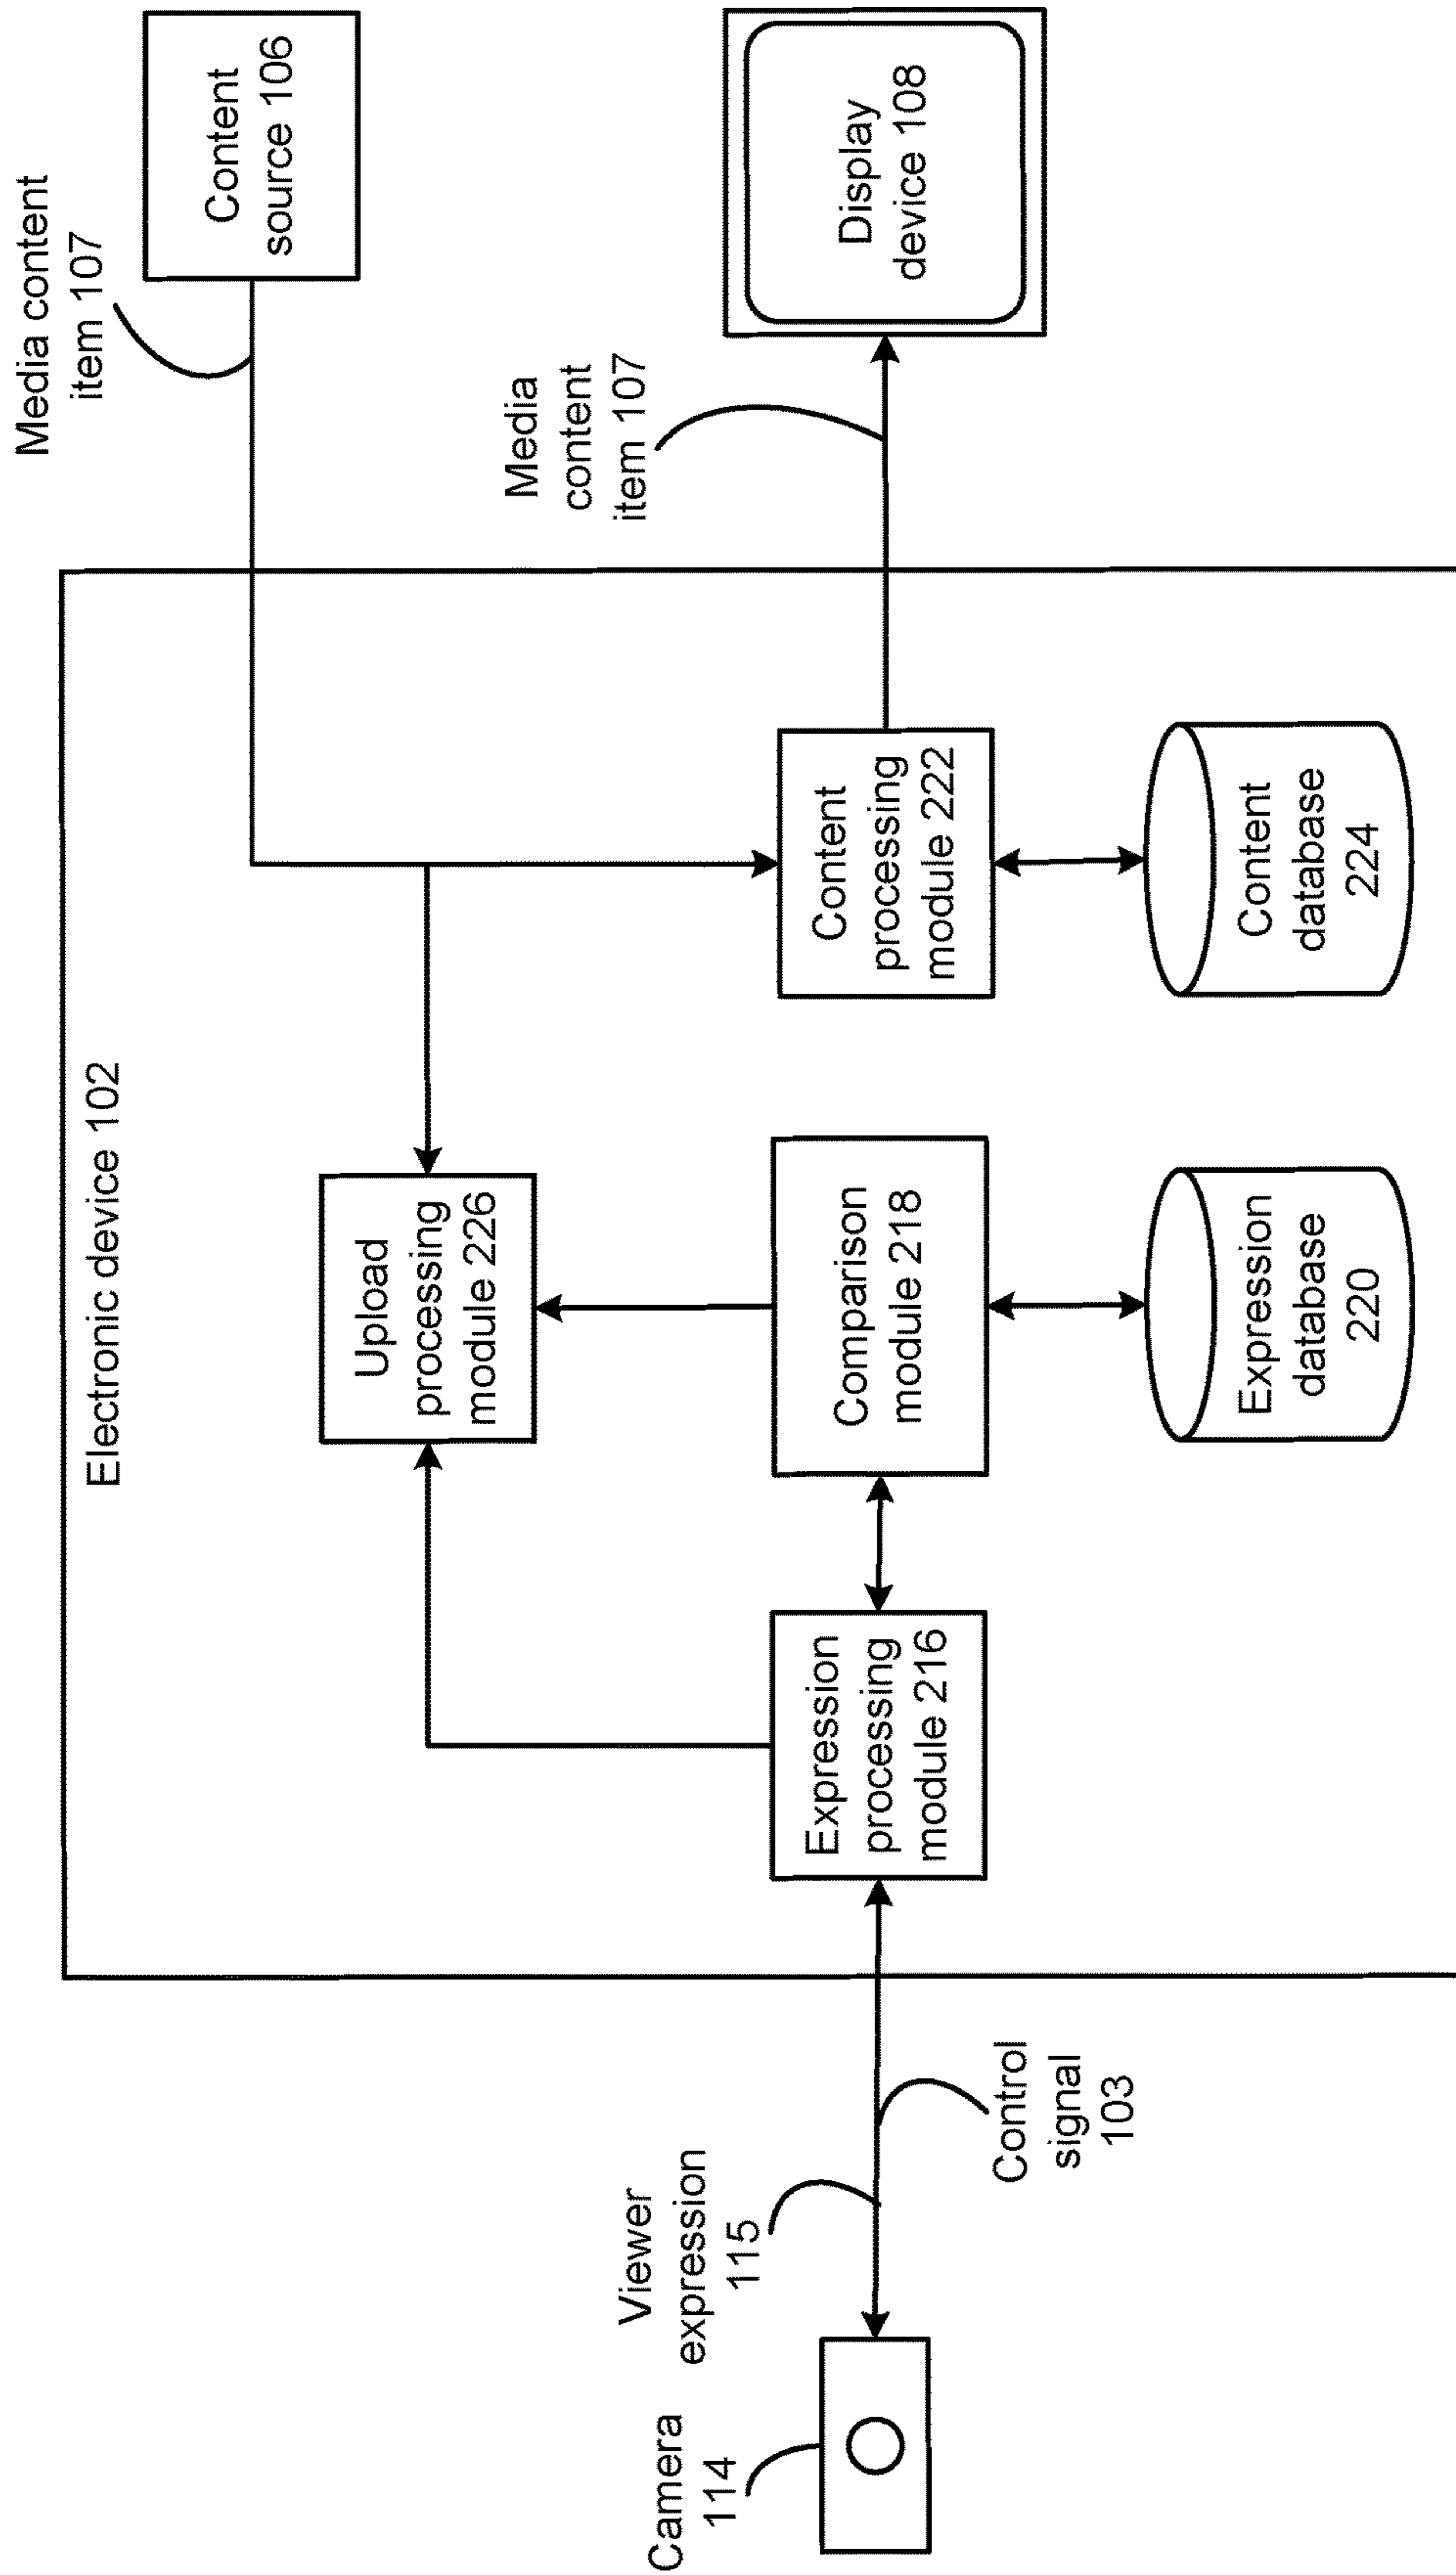 Electronic device 102
Media content
item 107
Content
source 106
Upload
processing
module 226
Media
content
item 107
Display
device 108
Camera
114
Viewer
expression
115
Control
signal
103
Expression
processing
module 216
Comparison
module 218
Content
processing
module 222
Expression
database
220
Content
database
224